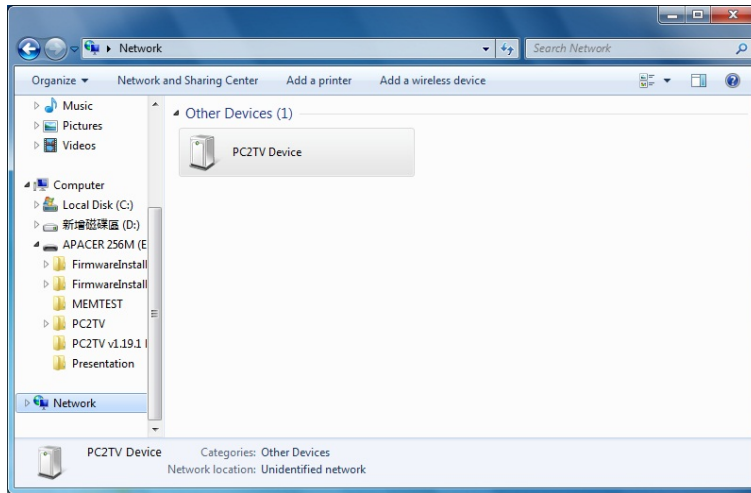 Network
Search Network
Organize
Network and Sharing Center
Add a printer
Add a wireless device
Music
Pictures
Videos
Computer
Local Disk (C:)
新增磁碟區 (D:)
APACER 256M (E
FirmwareInstall
FirmwareInstall
MEMTEST
PC2TV
PC2TV v1.19.1
Presentation
Network
Other Devices (1)
PC2TV Device
PC2TV Device
Categories: Other Devices
Network location: Unidentified network